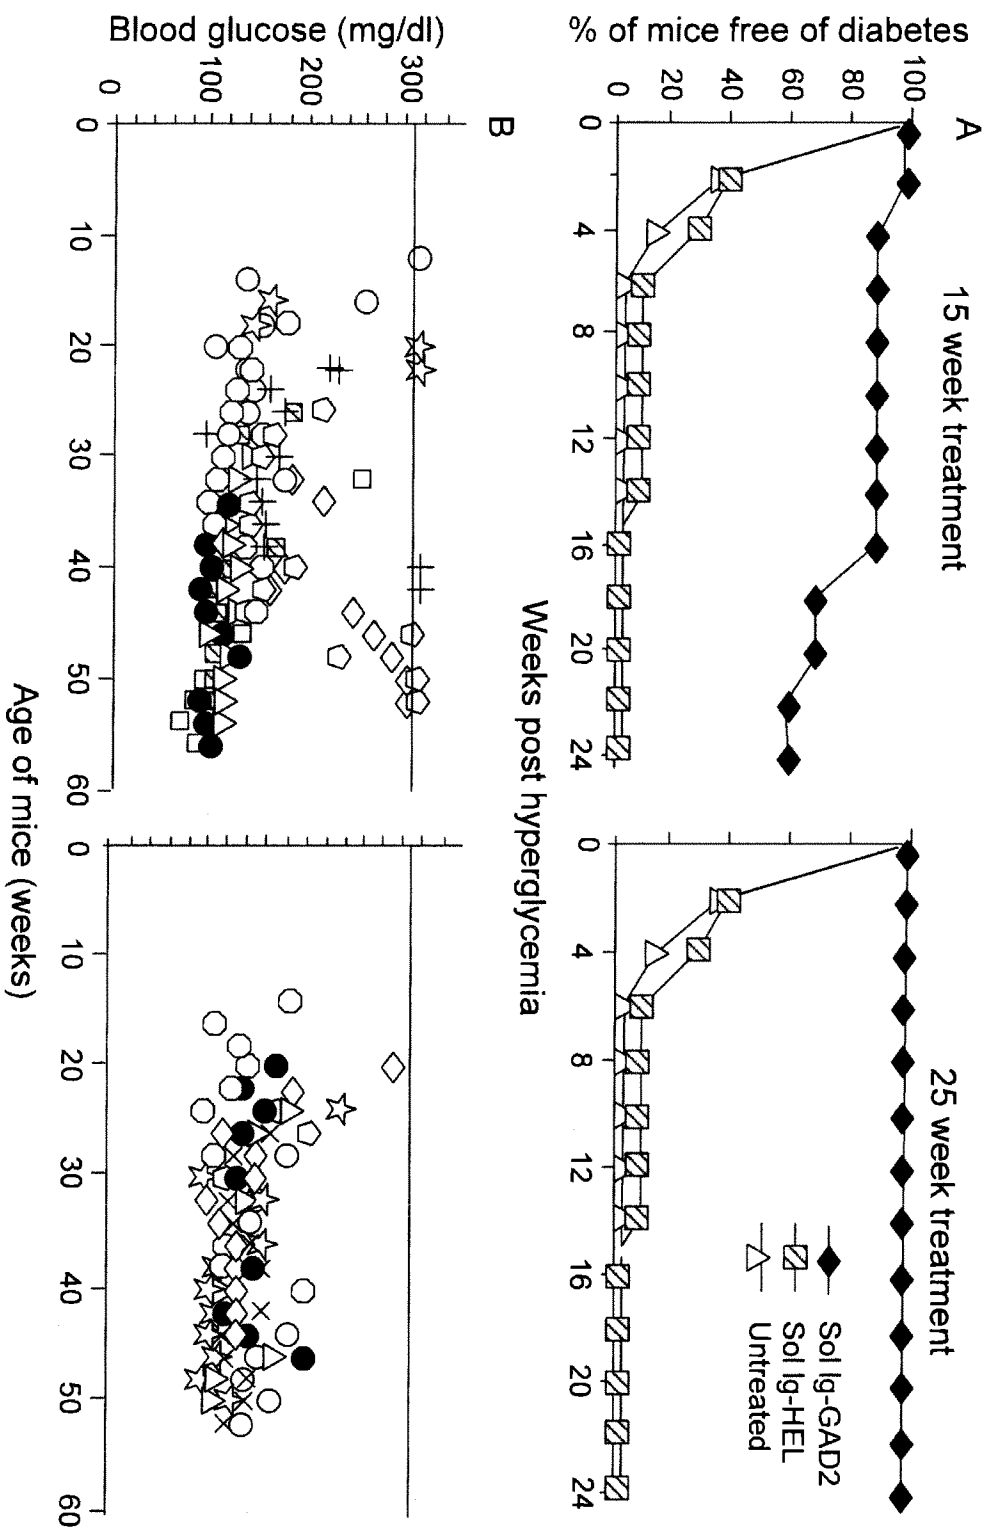 A
15 week treatment
25 week treatment
% of mice free of diabetes
100
80
60
40
20
0
0 4 8 12 16 20 24
0 4 8 12 16 20 24
Sol Ig-GAD2
Sol Ig-HEL
Untreated
Weeks post hyperglycemia
B
Blood glucose (mg/dl)
300
200
100
0
0 10 20 30 40 50 60
0 10 20 30 40 50 60
Age of mice (weeks)